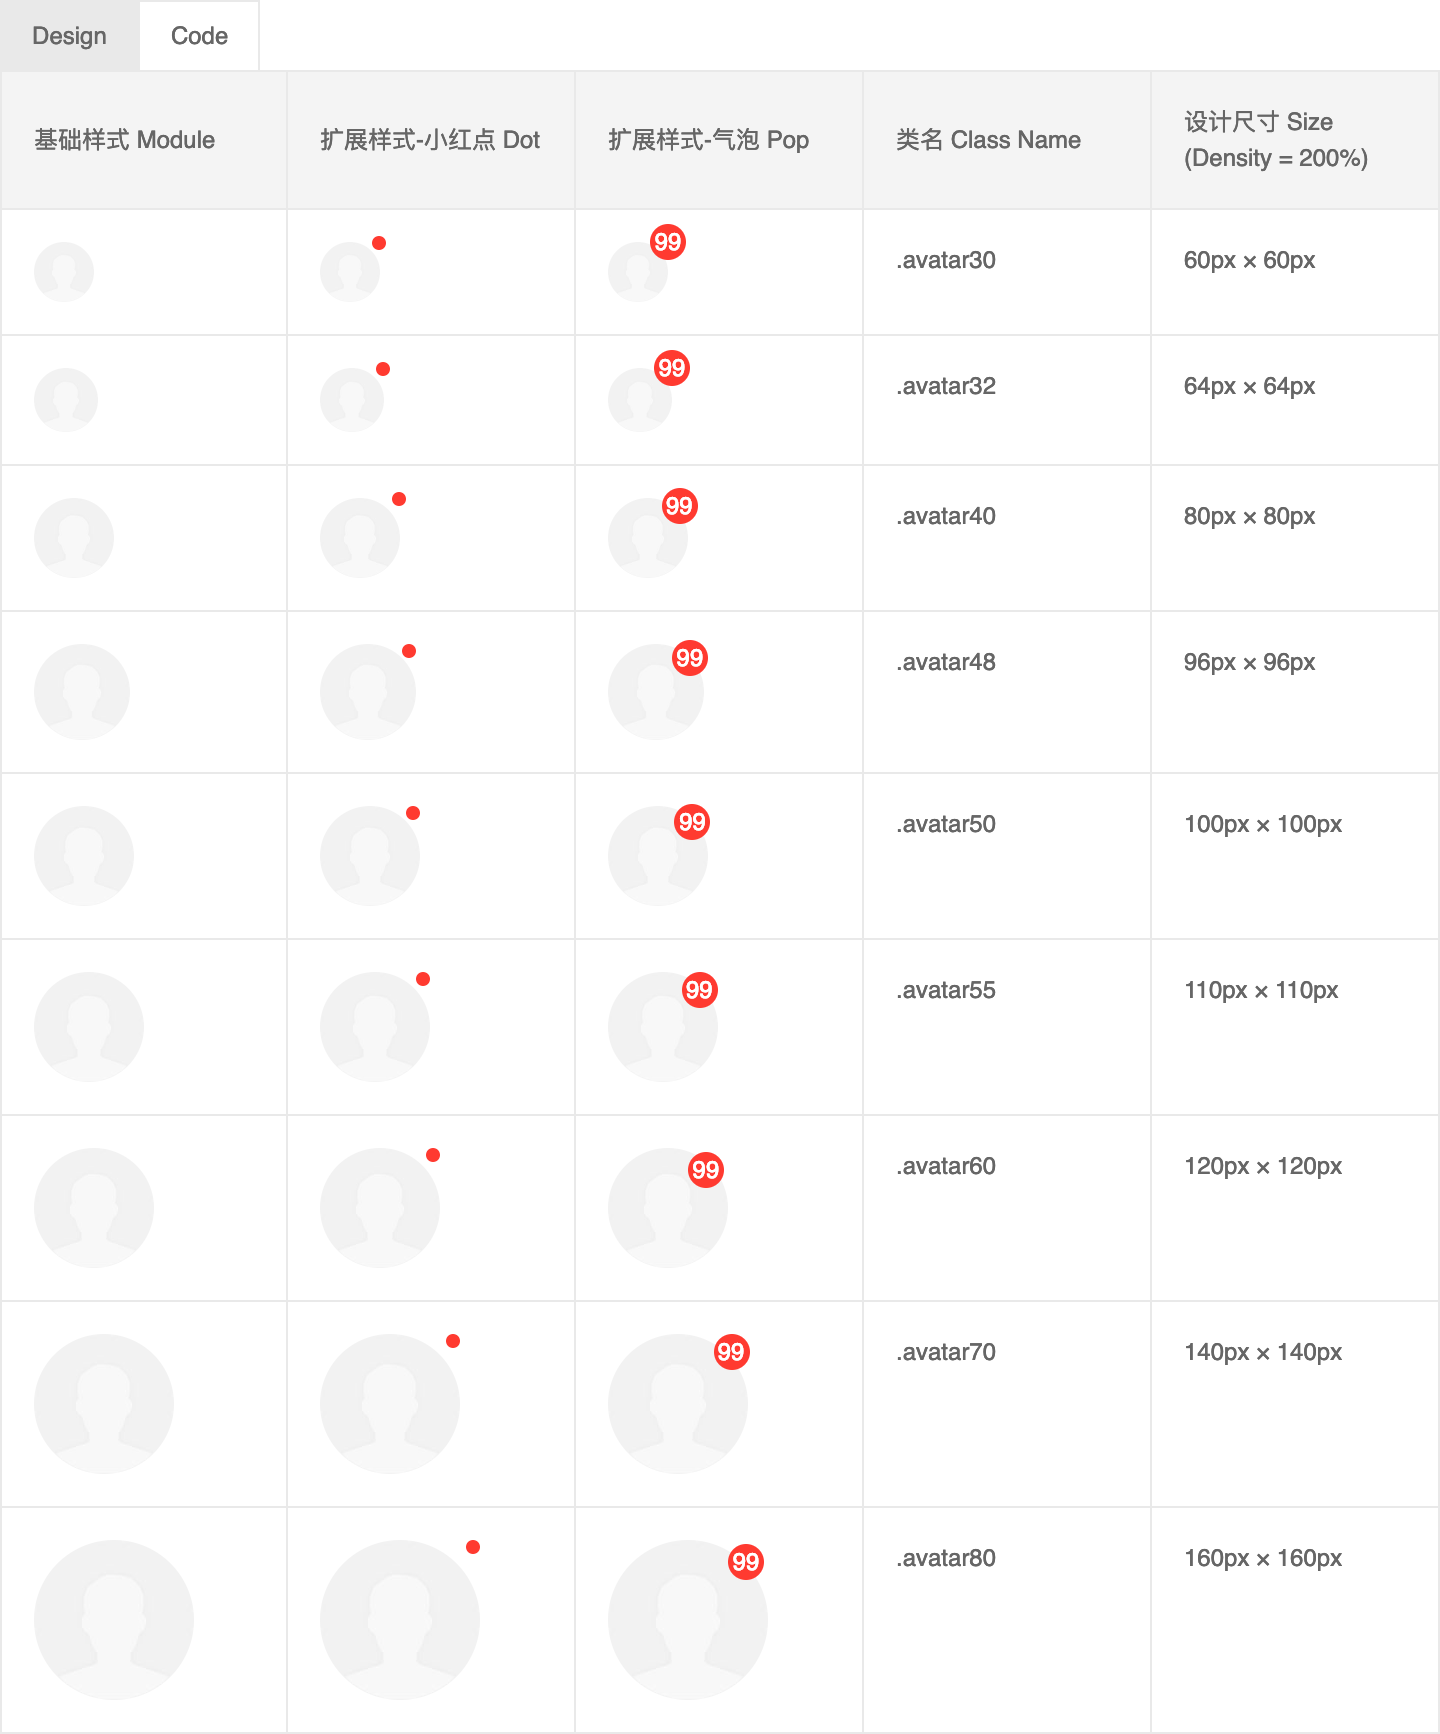 Design
Code
基础样式 Module
扩展样式-小红点 Dot
扩展样式-气泡 Pop
类名 Class Name
设计尺寸 Size
(Density = 200%)
99
.avatar30
60px × 60px
99
.avatar32
64px × 64px
99
.avatar40
80px × 80px
99
.avatar48
96px × 96px
99
.avatar50
100px × 100px
99
.avatar55
110px × 110px
99
.avatar60
120px × 120px
99
.avatar70
140px × 140px
99
.avatar80
160px × 160px